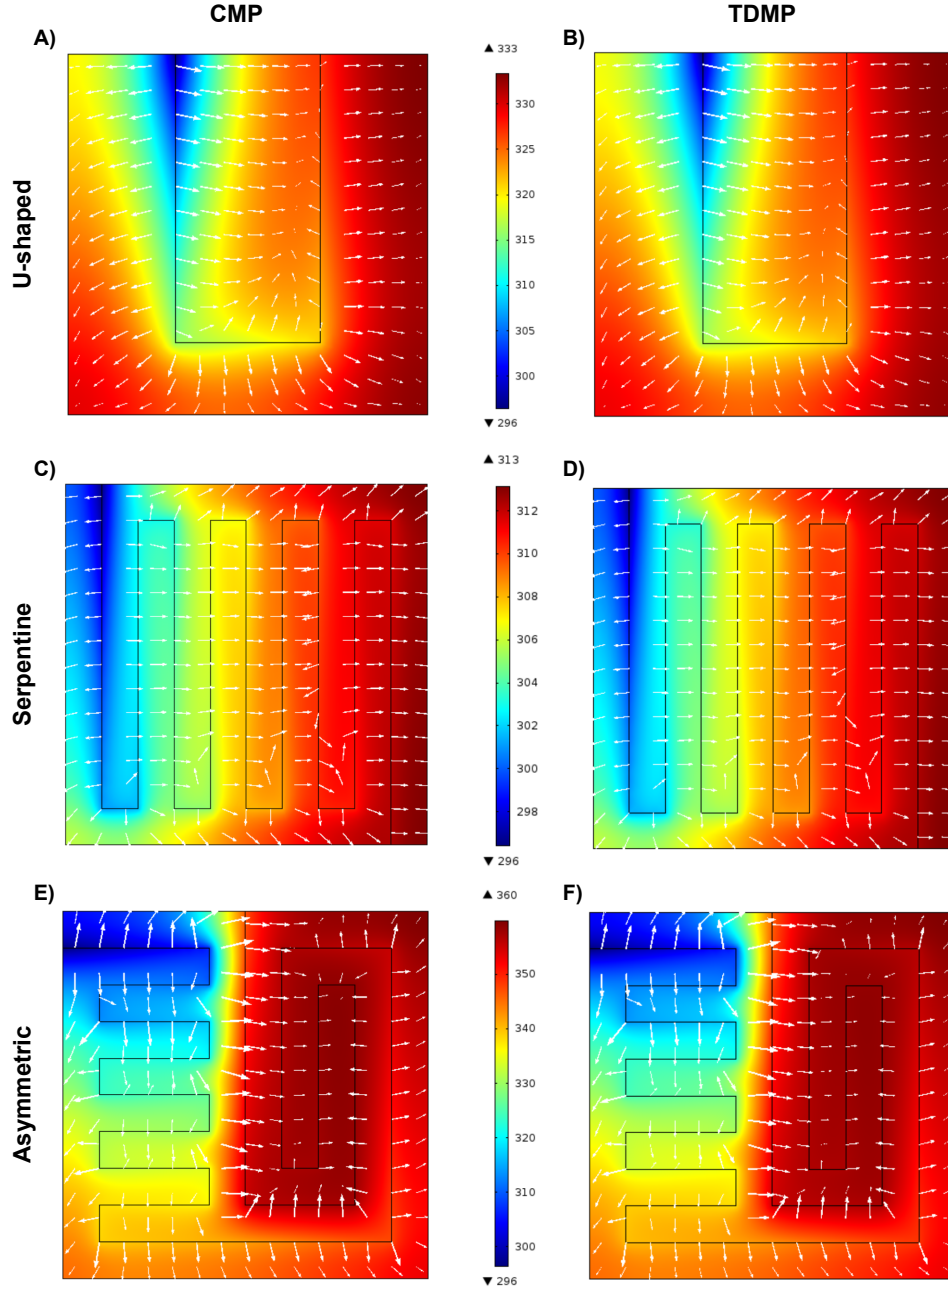 CMP
TDMP
A)
B)
▲ 333
330
325
320
315
310
305
300
▼ 296
U-shaped
C)
D)
▲ 313
312
310
308
306
304
302
300
298
▼ 296
Serpentine
E)
F)
▲ 360
350
340
330
320
310
300
▼ 296
Asymmetric